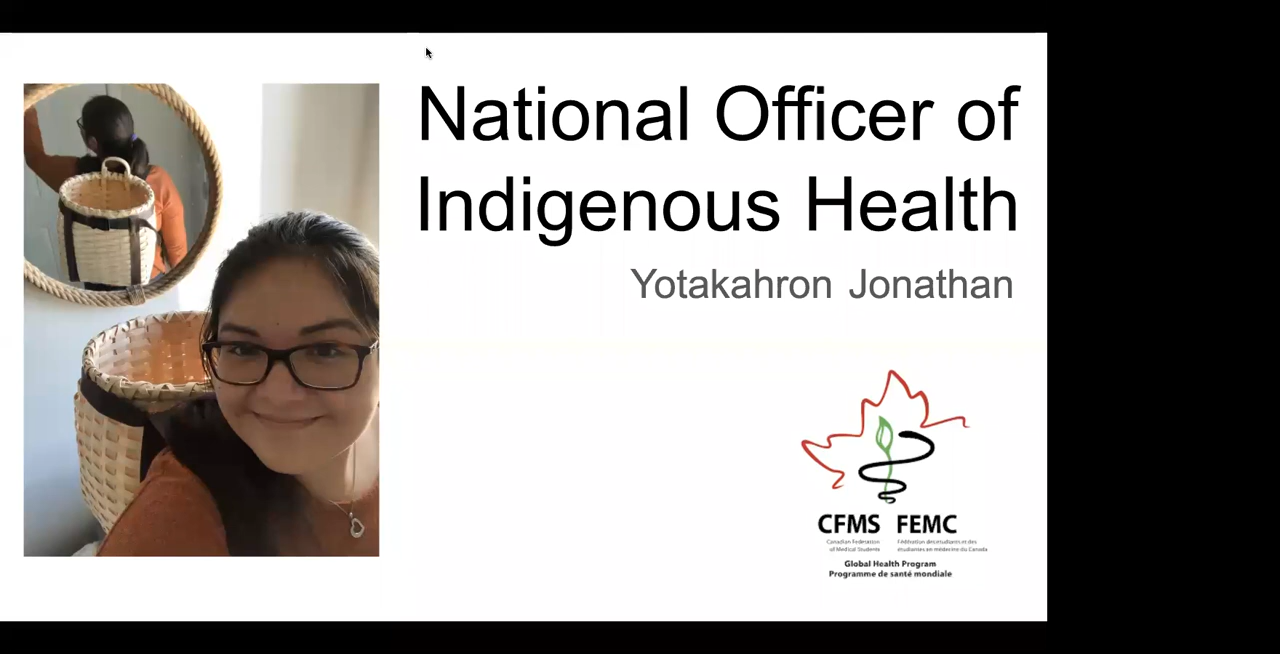 National Officer of
Indigenous Health
Yotakahron Jonathan
CFMS FEMC
Canadian Federation Fédération des étudiants et des
of Medical Students étudiantes en médecine du Canada
Global Health Program
Programme de santé mondiale